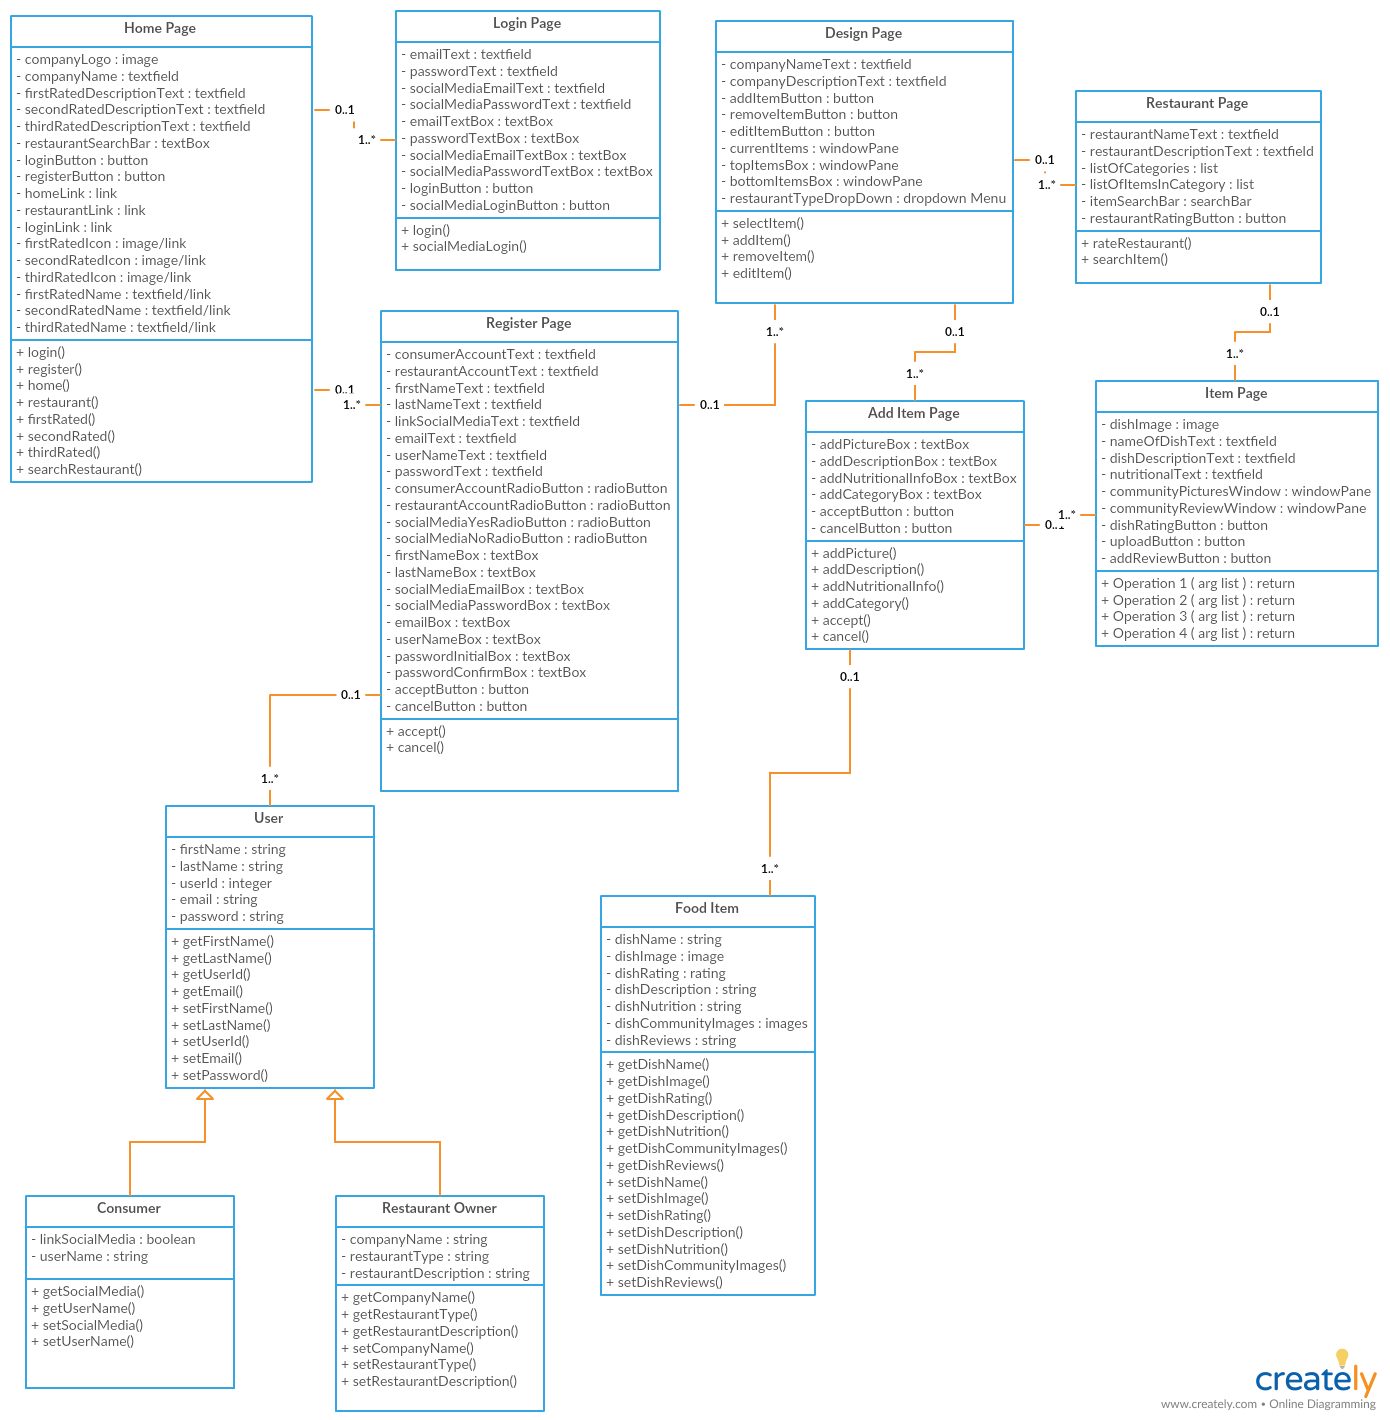 Home Page
- companyLogo : image
- companyName : textfield
- firstRatedDescriptionText : textfield
- secondRatedDescriptionText : textfield
- thirdRatedDescriptionText : textfield
- restaurantSearchBar : textBox
- loginButton : button
- registerButton : button
- homeLink : link
- restaurantLink : link
- loginLink : link
- firstRatedIcon : image/link
- secondRatedIcon : image/link
- thirdRatedIcon : image/link
- firstRatedName : textfield/link
- secondRatedName : textfield/link
- thirdRatedName : textfield/link
+ login()
+ register()
+ home()
+ restaurant()
+ firstRated()
+ secondRated()
+ thirdRated()
+ searchRestaurant()
0..1
1..*
Login Page
- emailText : textfield
- passwordText : textfield
- socialMediaEmailText : textfield
- socialMediaPasswordText : textfield
- emailTextBox : textBox
- passwordTextBox : textBox
- socialMediaEmailTextBox : textBox
- socialMediaPasswordTextBox : textBox
- loginButton : button
- socialMediaLoginButton : button
+ login()
+ socialMediaLogin()
Design Page
- companyNameText : textfield
- companyDescriptionText : textfield
- addItemButton : button
- removeItemButton : button
- editItemButton : button
- currentItems : windowPane
- topItemsBox : windowPane
- bottomItemsBox : windowPane
- restaurantTypeDropDown : dropdown Menu
+ selectItem()
+ addItem()
+ removeItem()
+ editItem()
0..1
1..*
Restaurant Page
- restaurantNameText : textfield
- restaurantDescriptionText : textfield
- listOfCategories : list
- listOfItemsInCategory : list
- itemSearchBar : searchBar
- restaurantRatingButton : button
+ rateRestaurant()
+ searchItem()
0..1
1..*
0..1
1..*
Register Page
- consumerAccountText : textfield
- restaurantAccountText : textfield
- firstNameText : textfield
- lastNameText : textfield
- linkSocialMediaText : textfield
- emailText : textfield
- userNameText : textfield
- passwordText : textfield
- consumerAccountRadioButton : radioButton
- restaurantAccountRadioButton : radioButton
- socialMediaYesRadioButton : radioButton
- socialMediaNoRadioButton : radioButton
- firstNameBox : textBox
- lastNameBox : textBox
- socialMediaEmailBox : textBox
- socialMediaPasswordBox : textBox
- emailBox : textBox
- userNameBox : textBox
- passwordInitialBox : textBox
- passwordConfirmBox : textBox
- acceptButton : button
- cancelButton : button
+ accept()
+ cancel()
1..*
0..1
0..1
1..*
Add Item Page
- addPictureBox : textBox
- addDescriptionBox : textBox
- addNutritionalInfoBox : textBox
- addCategoryBox : textBox
- acceptButton : button
- cancelButton : button
+ addPicture()
+ addDescription()
+ addNutritionalInfo()
+ addCategory()
+ accept()
+ cancel()
1..*
0..1
Item Page
- dishImage : image
- nameOfDishText : textfield
- dishDescriptionText : textfield
- nutritionalText : textfield
- communityPicturesWindow : windowPane
- communityReviewWindow : windowPane
- dishRatingButton : button
- uploadButton : button
- addReviewButton : button
+ Operation 1 ( arg list ) : return
+ Operation 2 ( arg list ) : return
+ Operation 3 ( arg list ) : return
+ Operation 4 ( arg list ) : return
0..1
1..*
0..1
1..*
User
- firstName : string
- lastName : string
- userId : integer
- email : string
- password : string
+ getFirstName()
+ getLastName()
+ getUserId()
+ getEmail()
+ setFirstName()
+ setLastName()
+ setUserId()
+ setEmail()
+ setPassword()
Food Item
- dishName : string
- dishImage : image
- dishRating : rating
- dishDescription : string
- dishNutrition : string
- dishCommunityImages : images
- dishReviews : string
+ getDishName()
+ getDishImage()
+ getDishRating()
+ getDishDescription()
+ getDishNutrition()
+ getDishCommunityImages()
+ getDishReviews()
+ setDishName()
+ setDishImage()
+ setDishRating()
+ setDishDescription()
+ setDishNutrition()
+ setDishCommunityImages()
+ setDishReviews()
Consumer
- linkSocialMedia : boolean
- userName : string
+ getSocialMedia()
+ getUserName()
+ setSocialMedia()
+ setUserName()
Restaurant Owner
- companyName : string
- restaurantType : string
- restaurantDescription : string
+ getCompanyName()
+ getRestaurantType()
+ getRestaurantDescription()
+ setCompanyName()
+ setRestaurantType()
+ setRestaurantDescription()
creately
www.creately.com • Online Diagramming